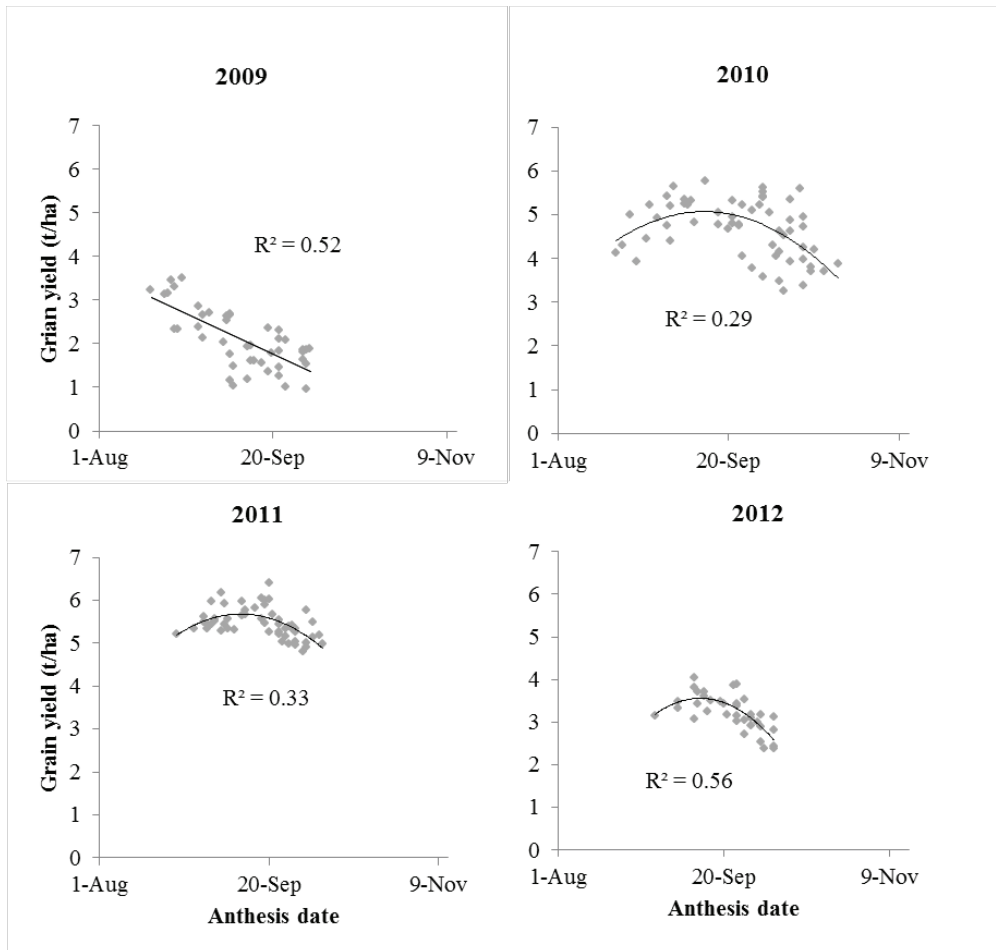 2009
Grian yield (t/ha)
7
6
5
4
3
2
1
0
R² = 0.52
1-Aug
20-Sep
9-Nov
2010
7
6
5
4
3
2
1
0
R² = 0.29
1-Aug
20-Sep
9-Nov
2011
Grain yield (t/ha)
7
6
5
4
3
2
1
0
R² = 0.33
1-Aug
20-Sep
9-Nov
Anthesis date
2012
7
6
5
4
3
2
1
0
R² = 0.56
1-Aug
20-Sep
9-Nov
Anthesis date